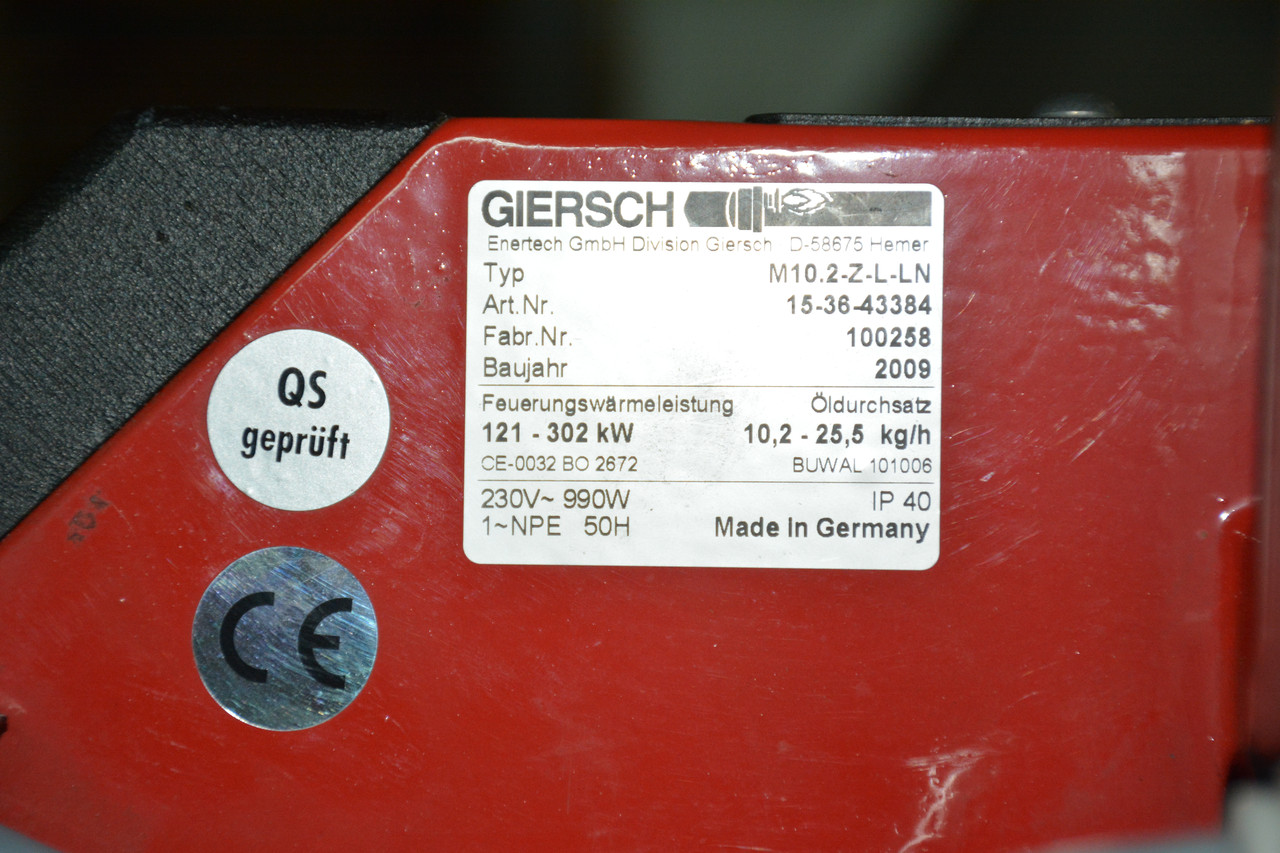 GIERSCH
Enertech GmbH Division Giersch D-58675 Hemer
Typ M10.2-Z-L-LN
Art.Nr. 15-36-43384
Fabr.Nr. 100258
Baujahr 2009
Feuerungswärmeleistung Öldurchsatz
121 - 302 kW 10,2 - 25,5 kg/h
CE-0032 BO 2672 BUWAL 101006
230V~ 990W IP 40
1~NPE 50H Made In Germany
QS
geprüft
CE